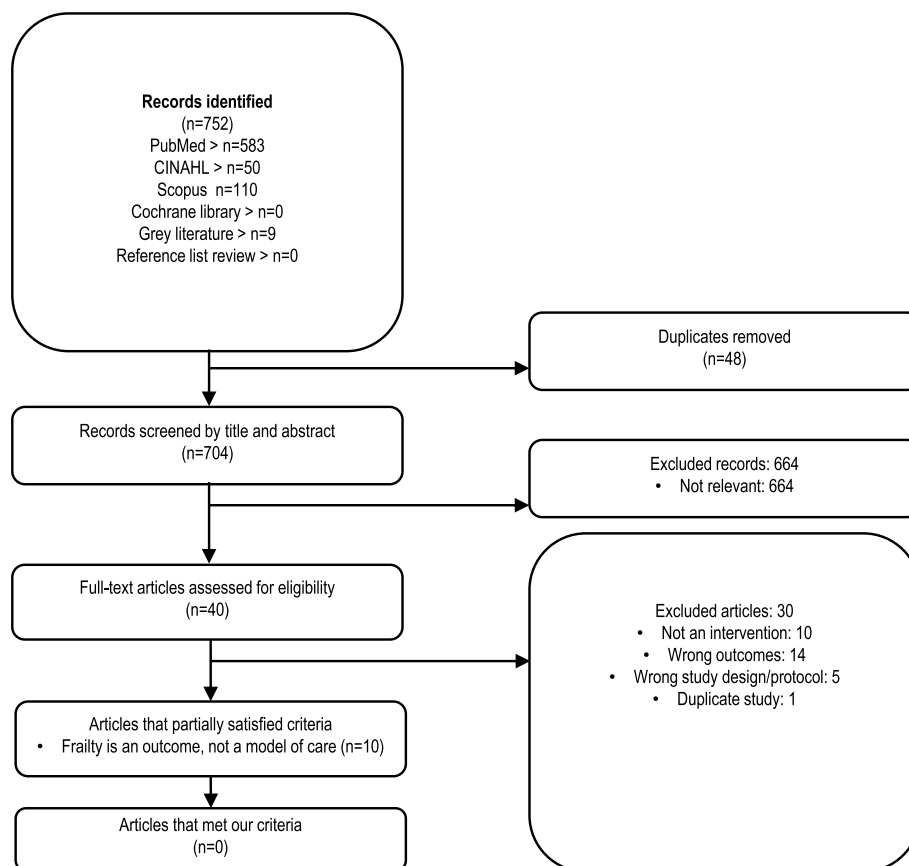 Records identified
(n=752)
PubMed > n=583
CINAHL > n=50
Scopus n=110
Cochrane library > n=0
Grey literature > n=9
Reference list review > n=0
Duplicates removed
(n=48)
Records screened by title and abstract
(n=704)
Excluded records: 664
• Not relevant: 664
Full-text articles assessed for eligibility
(n=40)
Excluded articles: 30
• Not an intervention: 10
• Wrong outcomes: 14
• Wrong study design/protocol: 5
• Duplicate study: 1
Articles that partially satisfied criteria
• Frailty is an outcome, not a model of care (n=10)
Articles that met our criteria
(n=0)